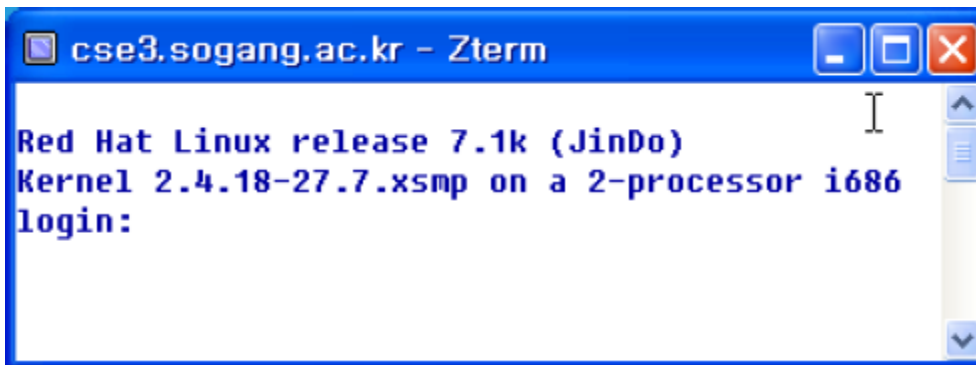 cse3.sogang.ac.kr - Zterm
Red Hat Linux release 7.1k (JinDo)
Kernel 2.4.18-27.7.xsmp on a 2-processor i686
login: